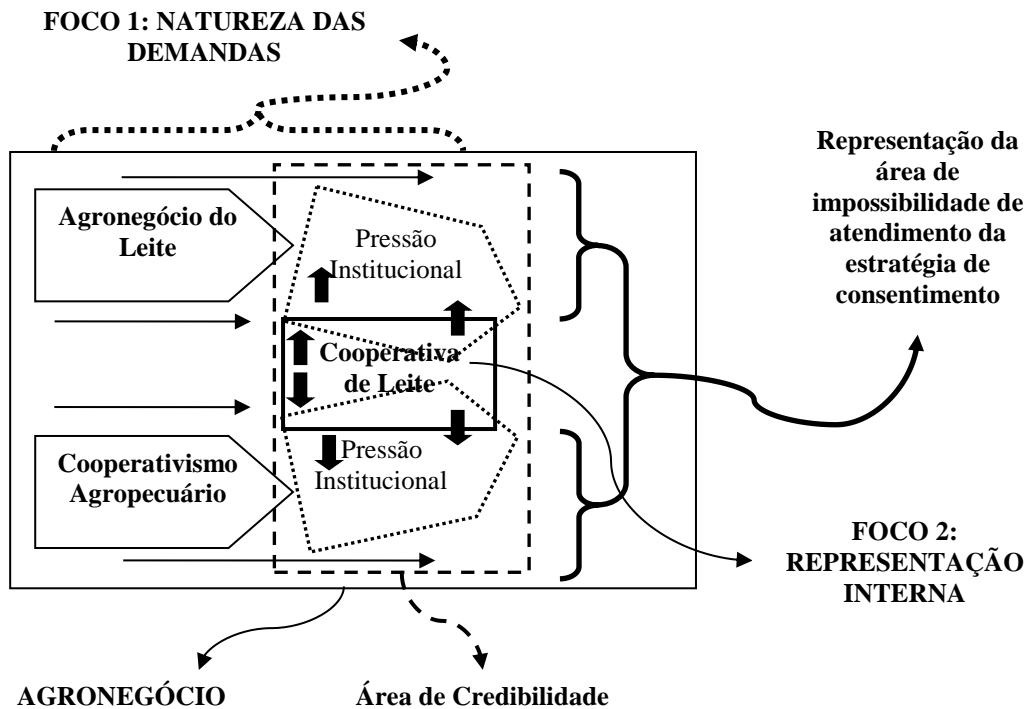 FOCO 1: NATUREZA DAS
DEMANDAS
Representação da
área de
impossibilidade de
atendimento da
estratégia de
consentimento
Agronegócio do
Leite
Pressão
Institucional
Cooperativa
de Leite
Cooperativismo
Agropecuário
Pressão
Institucional
FOCO 2:
REPRESENTAÇÃO
INTERNA
AGRONEGÓCIO
Área de Credibilidade